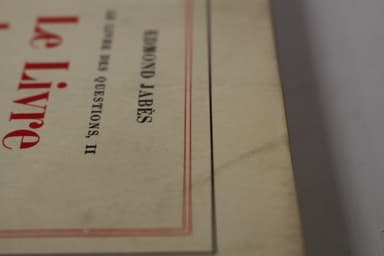 EDMOND JABÈS
LE LIVRE DES QUESTIONS, II
Le Livre